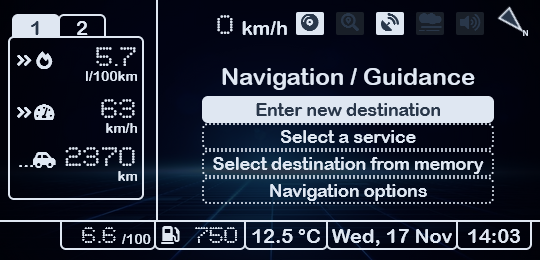 1 2
0 km/h
N
5.7
l/100km
63
km/h
2370
km
Navigation / Guidance
Enter new destination
Select a service
Select destination from memory
Navigation options
6.6 /100 750 12.5 °C Wed, 17 Nov 14:03